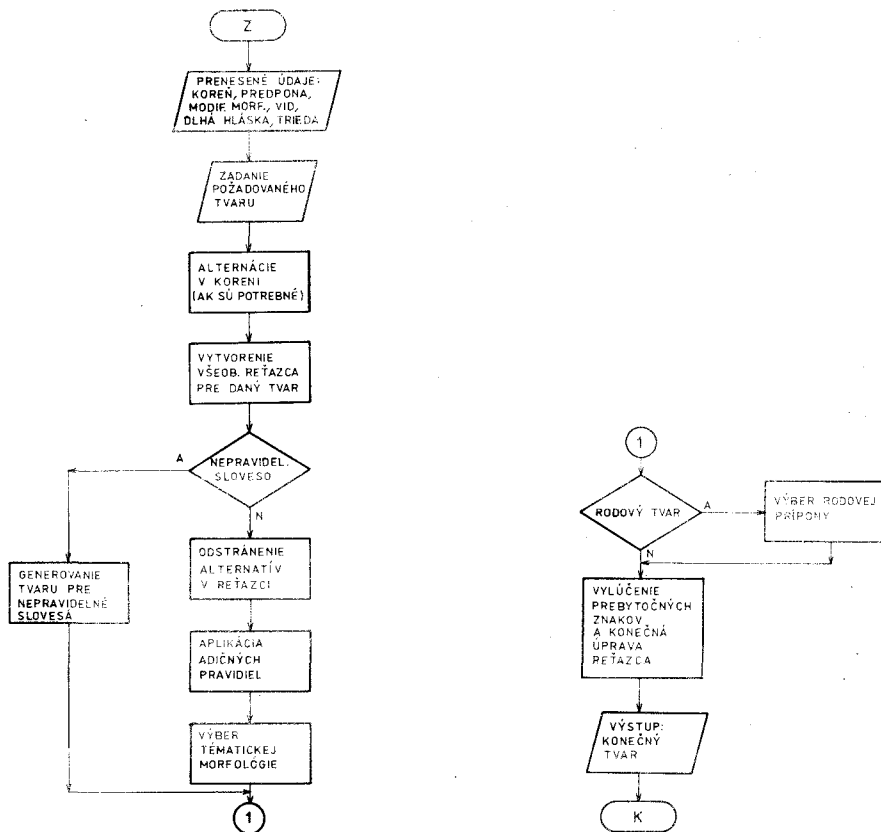 Z
PRENESENÉ ÚDAJE:
KOREŇ, PREDPONA,
MODIF. MORF., VID,
DLHÁ HLÁSKA, TRIEDA
ZADANIE
POŽADOVANÉHO
TVARU
ALTERNÁCIE
V KORENI
(AK SÚ POTREBNÉ)
VYTVORENIE
VŠEOB. REŤAZCA
PRE DANÝ TVAR
NEPRAVIDEL.
SLOVESO
A
N
GENEROVANIE
TVARU PRE
NEPRAVIDELNÉ
SLOVESÁ
ODSTRÁNENIE
ALTERNATÍV
V REŤAZCI
APLIKÁCIA
ADIČNÝCH
PRAVIDIEL
VÝBER
TÉMATICKEJ
MORFOLÓGIE
1
1
RODOVÝ TVAR
A
N
VÝBER RODOVEJ
PRÍPONY
VYLÚČENIE
PREBYTOČNÝCH
ZNAKOV
A KONEČNÁ
ÚPRAVA
REŤAZCA
VÝSTUP:
KONEČNÝ
TVAR
K